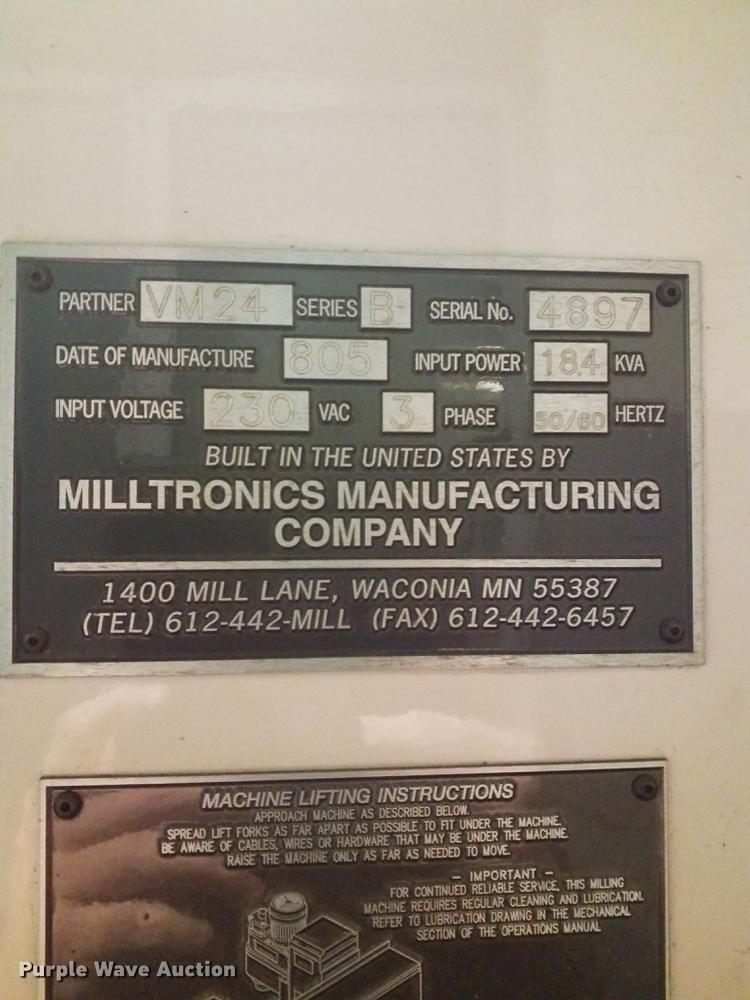 PARTNER VM24 SERIES B SERIAL No. 4897
DATE OF MANUFACTURE 805 INPUT POWER 18.4 KVA
INPUT VOLTAGE 230 VAC 3 PHASE 50/60 HERTZ
BUILT IN THE UNITED STATES BY
MILLTRONICS MANUFACTURING
COMPANY
1400 MILL LANE, WACONIA MN 55387
(TEL) 612-442-MILL (FAX) 612-442-6457
MACHINE LIFTING INSTRUCTIONS
APPROACH MACHINE AS DESCRIBED BELOW.
SPREAD LIFT FORKS AS FAR APART AS POSSIBLE TO FIT UNDER THE MACHINE.
BE AWARE OF CABLES, WIRES OR HARDWARE THAT MAY BE UNDER THE MACHINE.
RAISE THE MACHINE ONLY AS FAR AS NEEDED TO MOVE.
– IMPORTANT –
FOR CONTINUED RELIABLE SERVICE, THIS MILLING
MACHINE REQUIRES REGULAR CLEANING AND LUBRICATION.
REFER TO LUBRICATION DRAWING IN THE MECHANICAL
SECTION OF THE OPERATIONS MANUAL
Purple Wave Auction